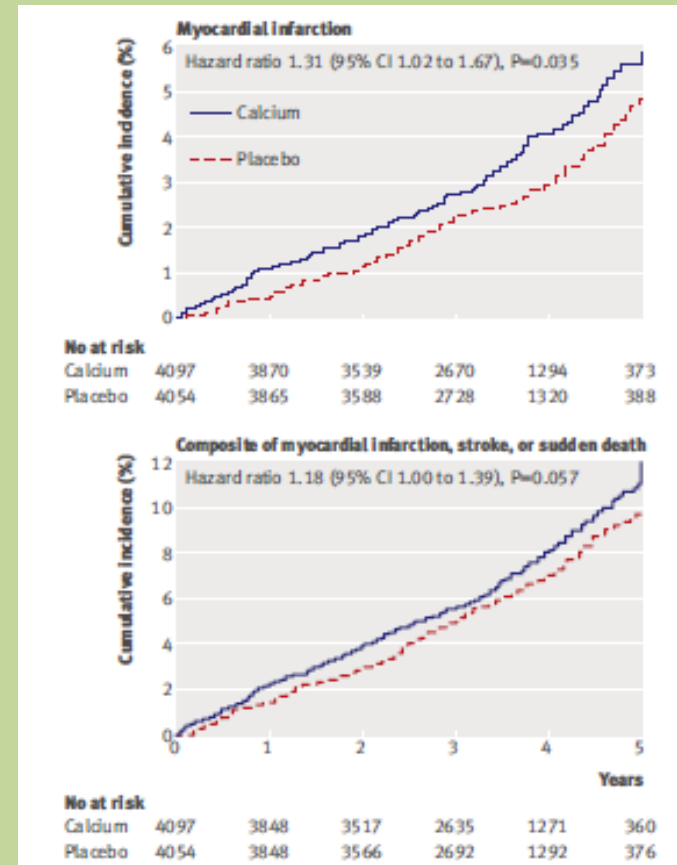 Myocardial infarction
Cumulative incidence (%)
6
Hazard ratio 1.31 (95% CI 1.02 to 1.67), P=0.035
5
Calcium
4
Placebo
3
2
1
0
No at risk
Calcium 4097 3870 3539 2670 1294 373
Placebo 4054 3865 3588 2728 1320 388
Composite of myocardial infarction, stroke, or sudden death
Cumulative incidence (%)
12
Hazard ratio 1.18 (95% CI 1.00 to 1.39), P=0.057
10
8
6
4
2
0
0 1 2 3 4 5
Years
No at risk
Calcium 4097 3848 3517 2635 1271 360
Placebo 4054 3848 3566 2692 1292 376